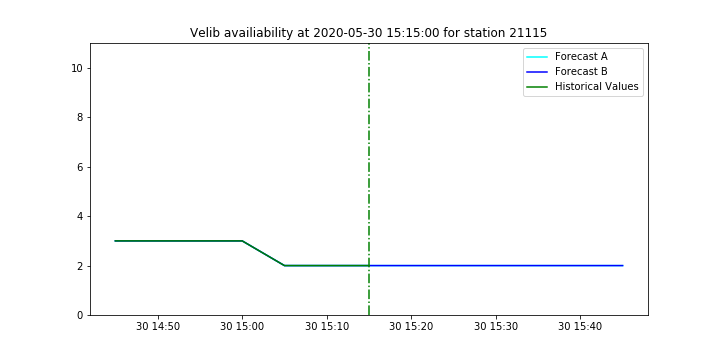 Velib availiability at 2020-05-30 15:15:00 for station 21115
Forecast A
Forecast B
Historical Values
10
8
6
4
2
0
30 14:50 30 15:00 30 15:10 30 15:20 30 15:30 30 15:40